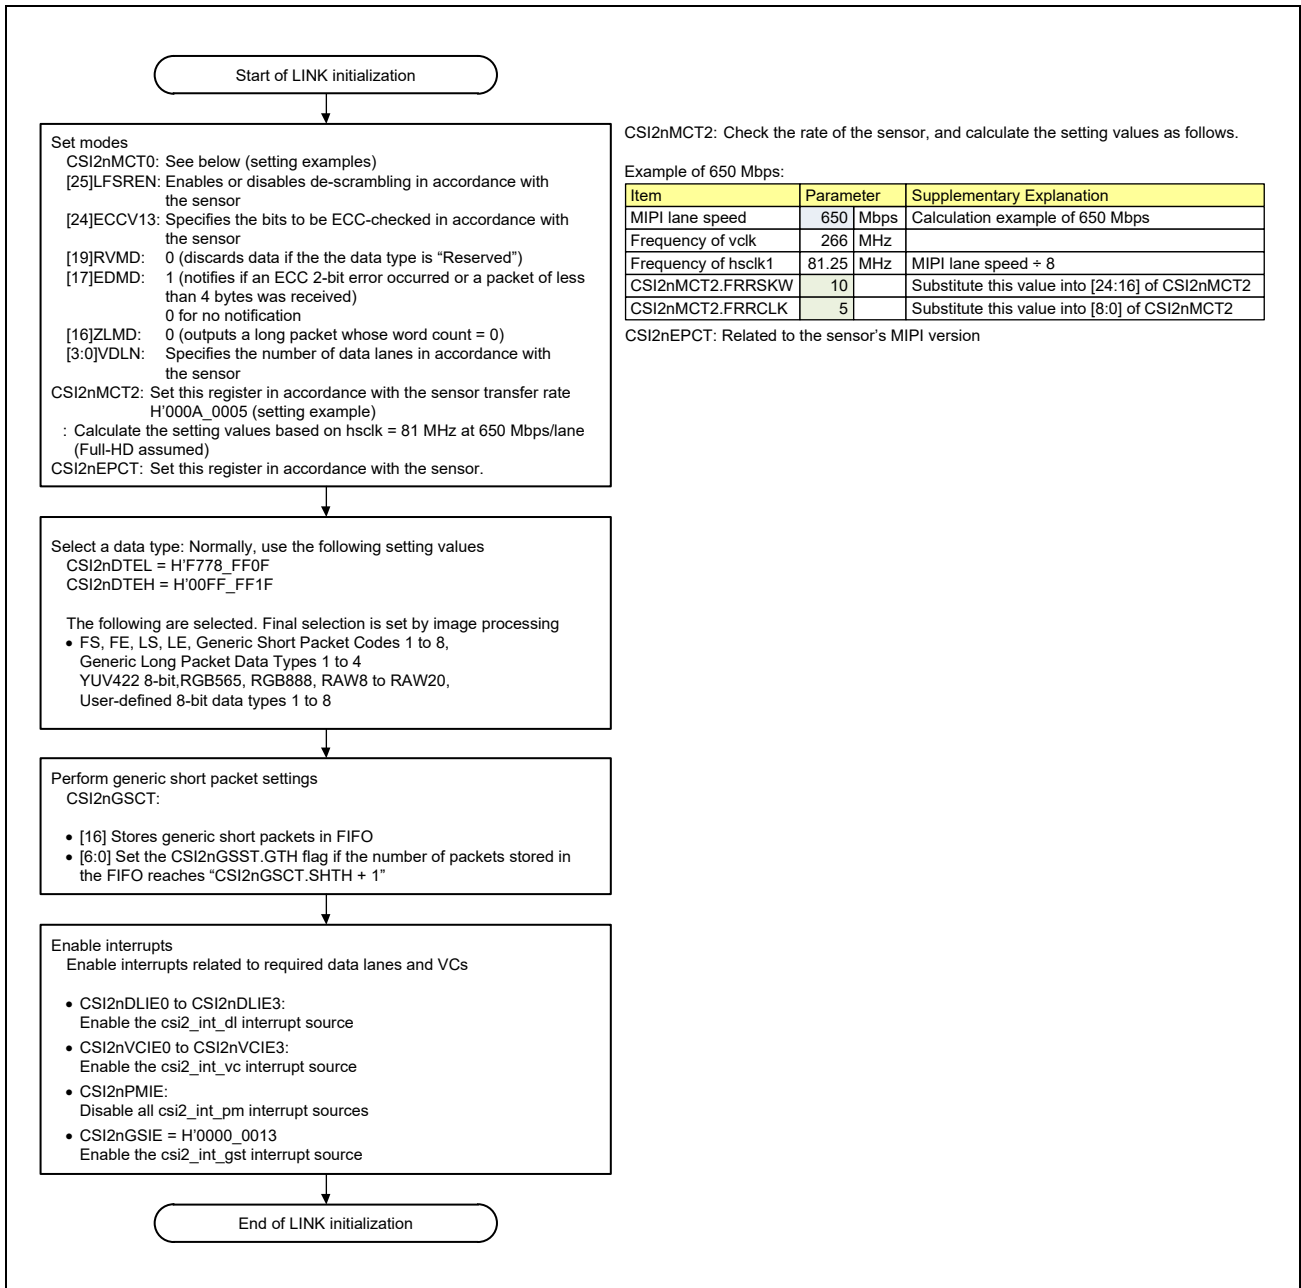 Start of LINK initialization
Set modes
CSI2nMCT0: See below (setting examples)
[25]LFSREN: Enables or disables de-scrambling in accordance with
the sensor
[24]ECCV13: Specifies the bits to be ECC-checked in accordance with
the sensor
[19]RVMD: 0 (discards data if the the data type is “Reserved”)
[17]EDMD: 1 (notifies if an ECC 2-bit error occurred or a packet of less
than 4 bytes was received)
0 for no notification
[16]ZLMD: 0 (outputs a long packet whose word count = 0)
[3:0]VDLN: Specifies the number of data lanes in accordance with
the sensor
CSI2nMCT2: Set this register in accordance with the sensor transfer rate
H’000A_0005 (setting example)
: Calculate the setting values based on hsclk = 81 MHz at 650 Mbps/lane
(Full-HD assumed)
CSI2nEPCT: Set this register in accordance with the sensor.
CSI2nMCT2: Check the rate of the sensor, and calculate the setting values as follows.
Example of 650 Mbps:
Item Parameter Supplementary Explanation
MIPI lane speed 650 Mbps Calculation example of 650 Mbps
Frequency of vclk 266 MHz
Frequency of hsclk1 81.25 MHz MIPI lane speed ÷ 8
CSI2nMCT2.FRRSKW 10 Substitute this value into [24:16] of CSI2nMCT2
CSI2nMCT2.FRRCLK 5 Substitute this value into [8:0] of CSI2nMCT2
CSI2nEPCT: Related to the sensor’s MIPI version
Select a data type: Normally, use the following setting values
CSI2nDTEL = H’F778_FF0F
CSI2nDTEH = H’00FF_FF1F
The following are selected. Final selection is set by image processing
• FS, FE, LS, LE, Generic Short Packet Codes 1 to 8,
Generic Long Packet Data Types 1 to 4
YUV422 8-bit,RGB565, RGB888, RAW8 to RAW20,
User-defined 8-bit data types 1 to 8
Perform generic short packet settings
CSI2nGSCT:
• [16] Stores generic short packets in FIFO
• [6:0] Set the CSI2nGSST.GTH flag if the number of packets stored in
the FIFO reaches “CSI2nGSCT.SHTH + 1”
Enable interrupts
Enable interrupts related to required data lanes and VCs
• CSI2nDLIE0 to CSI2nDLIE3:
Enable the csi2_int_dl interrupt source
• CSI2nVCIE0 to CSI2nVCIE3:
Enable the csi2_int_vc interrupt source
• CSI2nPMIE:
Disable all csi2_int_pm interrupt sources
• CSI2nGSIE = H’0000_0013
Enable the csi2_int_gst interrupt source
End of LINK initialization